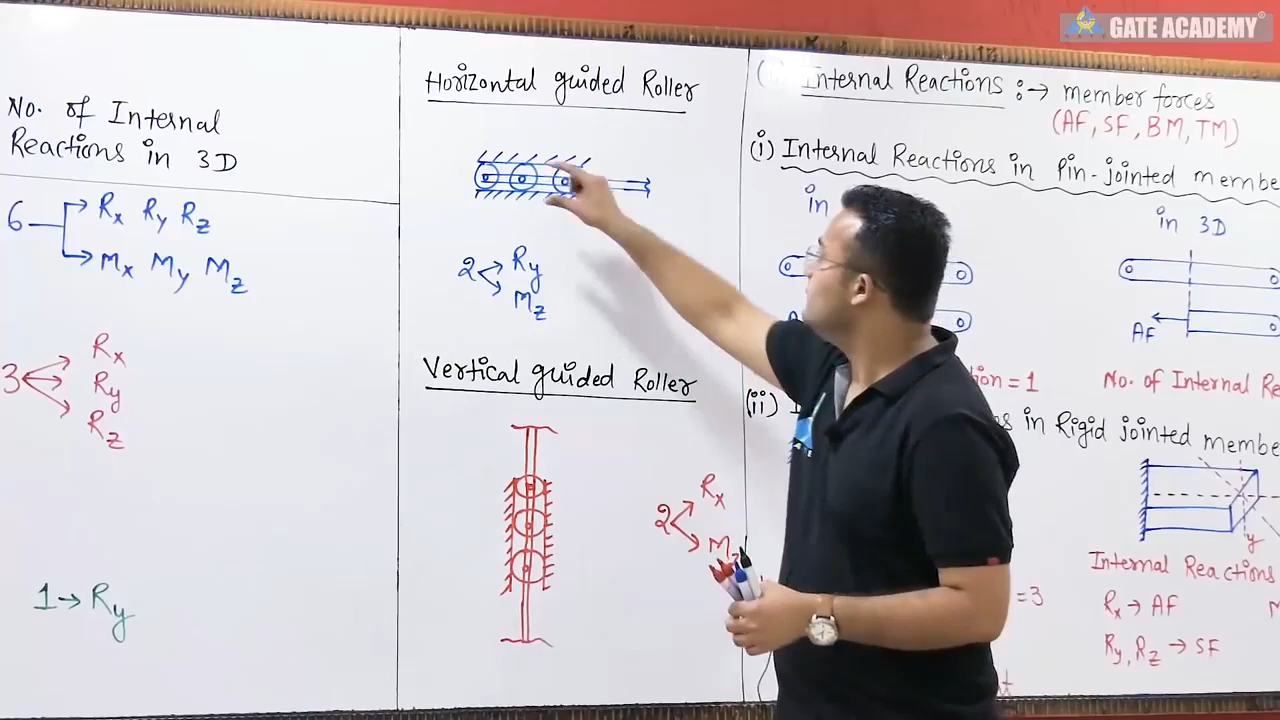 GATE ACADEMY
No. of Internal
Reactions in 3D
6 → Rx Ry Rz
→ Mx My Mz
3 Rx
Ry
Rz
1 → Ry
Horizontal guided Roller
2 Ry
Mz
Vertical guided Roller
2 Rx
M
Internal Reactions :→ member forces
(AF, SF, BM, TM)
(i) Internal Reactions in Pin-jointed membe
in
in 3D
AF
tion = 1
No. of Internal Re
(ii)
in Rigid jointed membe
y
Internal Reactions
= 3
Rx → AF
Ry, Rz → SF